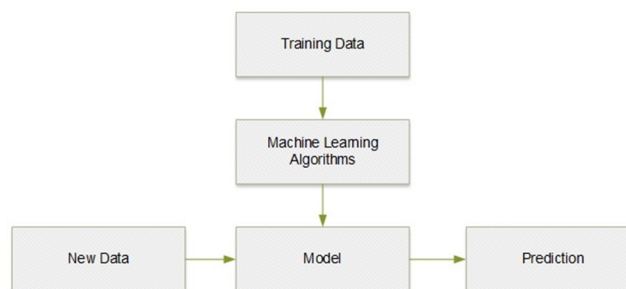 Training Data
Machine Learning
Algorithms
New Data
Model
Prediction